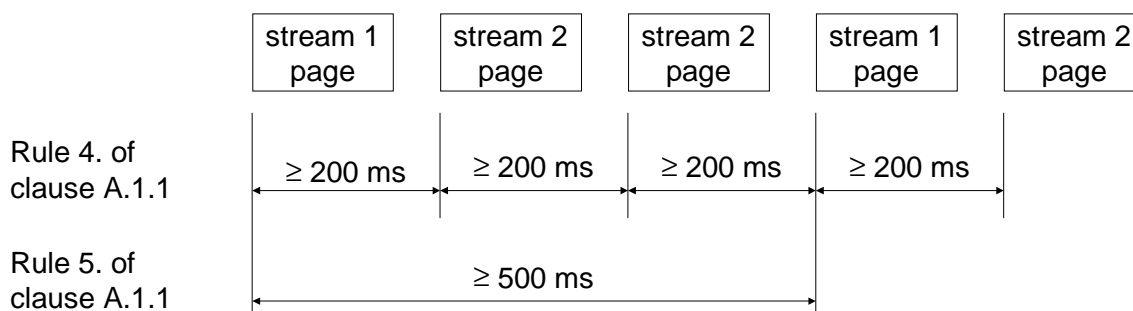 stream 1
page
stream 2
page
stream 2
page
stream 1
page
stream 2
page
Rule 4. of
clause A.1.1
≥ 200 ms
≥ 200 ms
≥ 200 ms
≥ 200 ms
Rule 5. of
clause A.1.1
≥ 500 ms